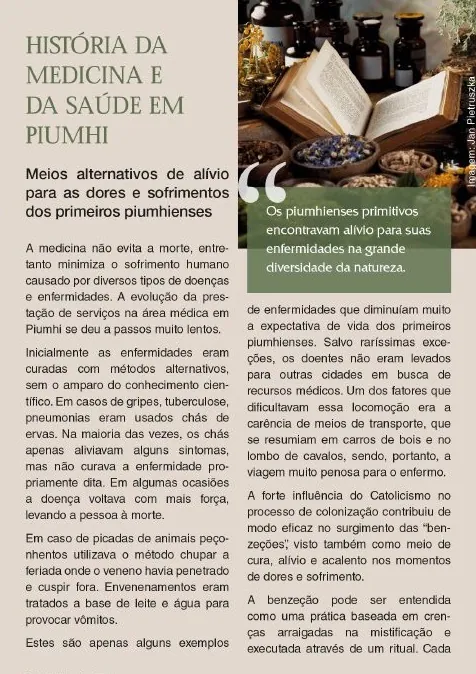 HISTÓRIA DA
MEDICINA E
DA SAÚDE EM
PIUMHI
Meios alternativos de alívio
para as dores e sofrimentos
dos primeiros piumhienses
A medicina não evita a morte, entre-
tanto minimiza o sofrimento humano
causado por diversos tipos de doenças
e enfermidades. A evolução da pres-
tação de serviços na área médica em
Piumhi se deu a passos muito lentos.
Inicialmente as enfermidades eram
curadas com métodos alternativos,
sem o amparo do conhecimento cien-
tífico. Em casos de gripes, tuberculose,
pneumonias eram usados chás de
ervas. Na maioria das vezes, os chás
apenas aliviavam alguns sintomas,
mas não curava a enfermidade pro-
priamente dita. Em algumas ocasiões
a doença voltava com mais força,
levando a pessoa à morte.
Em caso de picadas de animais peço-
nhentos utilizava o método chupar a
feriada onde o veneno havia penetrado
e cuspir fora. Envenenamentos eram
tratados a base de leite e água para
provocar vômitos.
Estes são apenas alguns exemplos
Imagem: Jan Pietruszka
“
Os piumhienses primitivos
encontravam alívio para suas
enfermidades na grande
diversidade da natureza.
de enfermidades que diminuíam muito
a expectativa de vida dos primeiros
piumhienses. Salvo raríssimas exce-
ções, os doentes não eram levados
para outras cidades em busca de
recursos médicos. Um dos fatores que
dificultavam essa locomoção era a
carência de meios de transporte, que
se resumiam em carros de bois e no
lombo de cavalos, sendo, portanto, a
viagem muito penosa para o enfermo.
A forte influência do Catolicismo no
processo de colonização contribuiu de
modo eficaz no surgimento das “ben-
zeções”, visto também como meio de
cura, alívio e acalento nos momentos
de dores e sofrimento.
A benzeção pode ser entendida
como uma prática baseada em cren-
ças arraigadas na mistificação e
executada através de um ritual. Cada